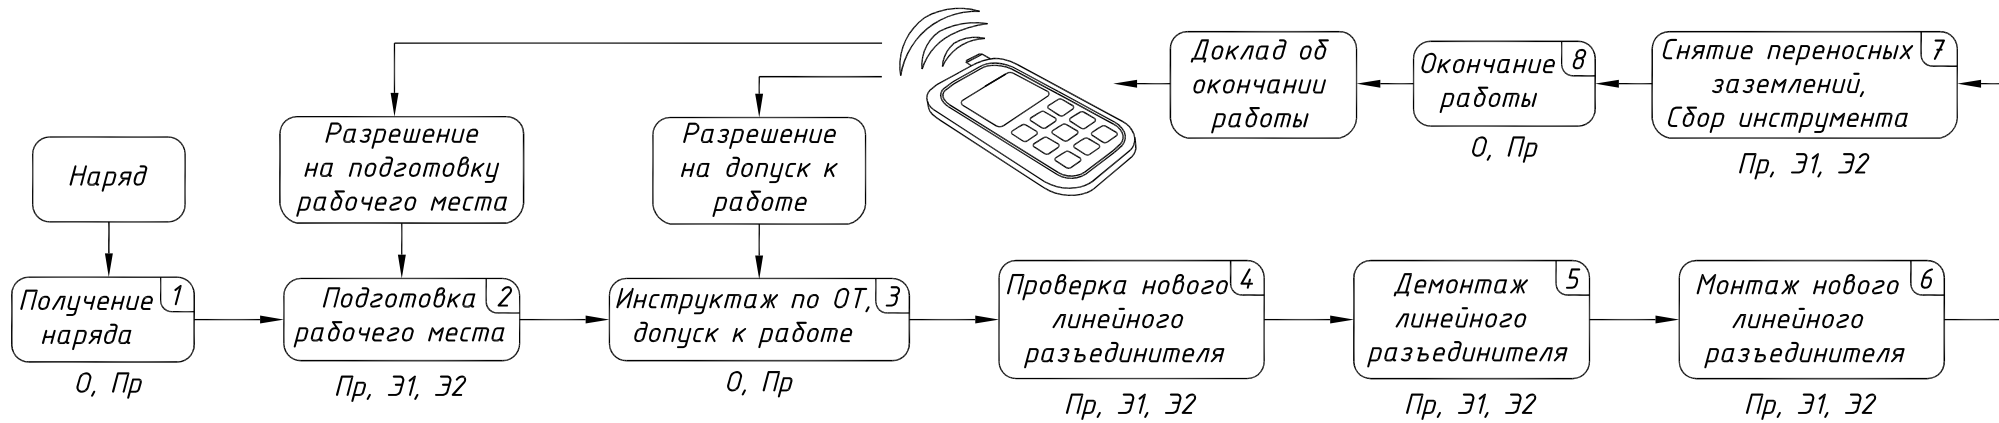 Наряд
Разрешение
на подготовку
рабочего места
Разрешение
на допуск к
работе
Доклад об
окончании
работы
Окончание
работы
8
О, Пр
Снятие переносных
заземлений,
Сбор инструмента
7
Пр, Э1, Э2
Получение
наряда
1
О, Пр
Подготовка
рабочего места
2
Пр, Э1, Э2
Инструктаж по ОТ,
допуск к работе
3
О, Пр
Проверка нового
линейного
разъединителя
4
Пр, Э1, Э2
Демонтаж
линейного
разъединителя
5
Пр, Э1, Э2
Монтаж нового
линейного
разъединителя
6
Пр, Э1, Э2